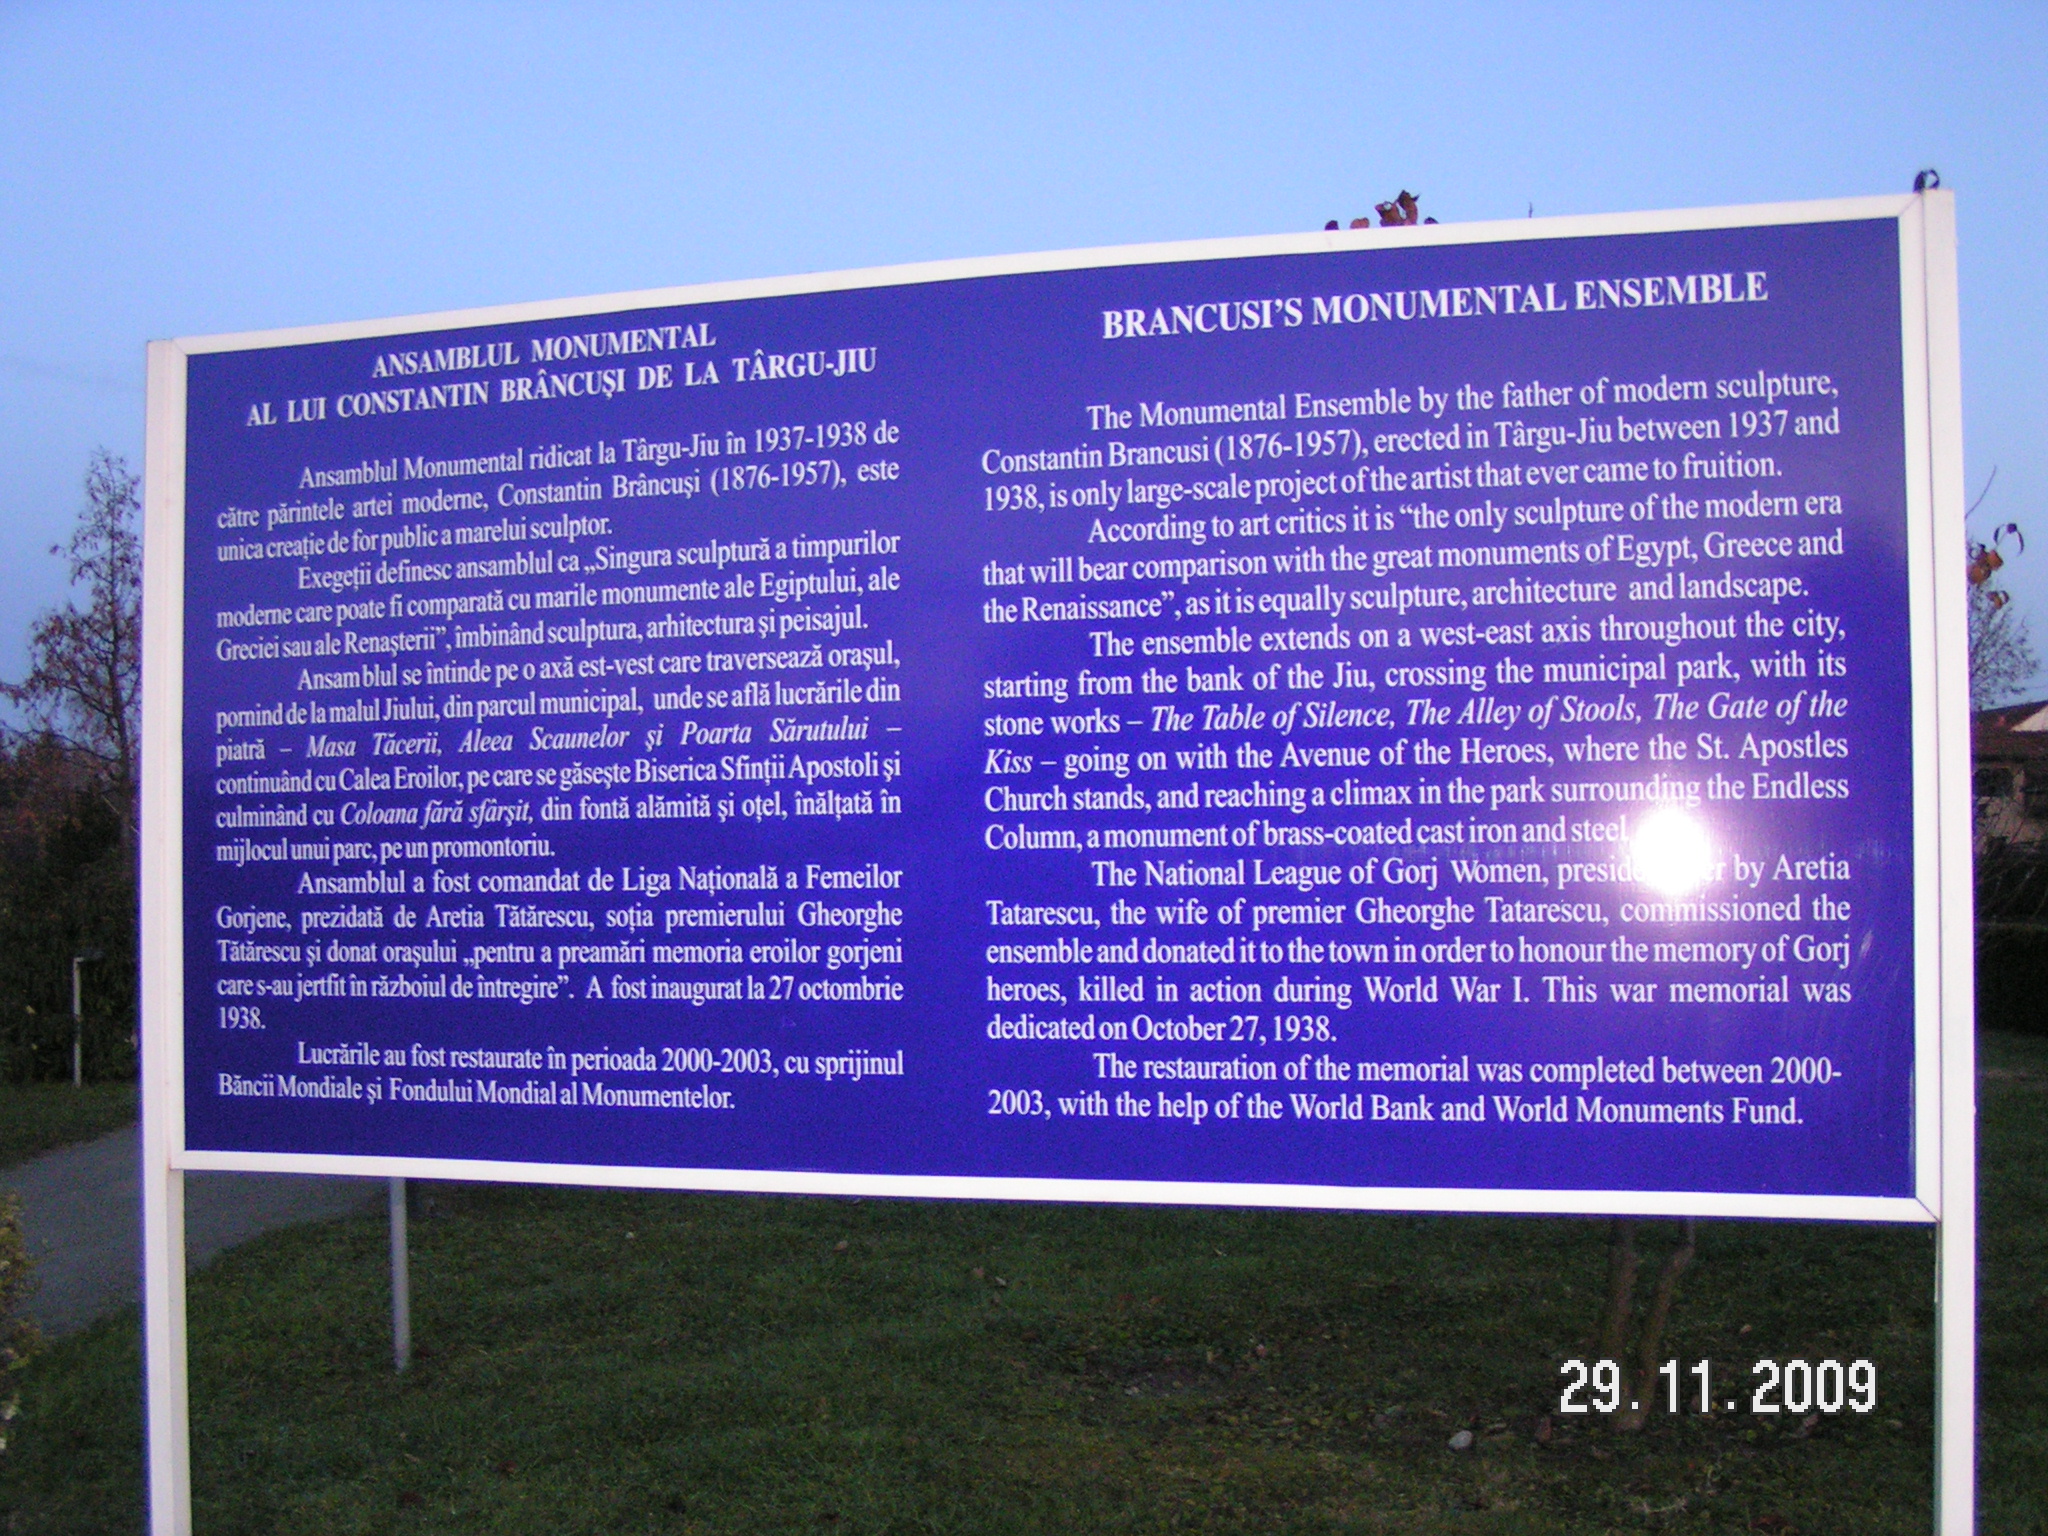 ANSAMBLUL MONUMENTAL
AL LUI CONSTANTIN BRÂNCUŞI DE LA TÂRGU-JIU
Ansamblul Monumental ridicat la Târgu-Jiu în 1937-1938 de
către părintele artei moderne, Constantin Brâncuşi (1876-1957), este
unica creaţie de for public a marelui sculptor.
Exegeţii definesc ansamblul ca „Singura sculptură a timpurilor
moderne care poate fi comparată cu marile monumente ale Egiptului, ale
Greciei sau ale Renaşterii”, îmbinând sculptura, arhitectura şi peisajul.
Ansamblul se întinde pe o axă est-vest care traversează oraşul,
pornind de la malul Jiului, din parcul municipal, unde se află lucrările din
piatră – Masa Tăcerii, Aleea Scaunelor şi Poarta Sărutului –
continuând cu Calea Eroilor, pe care se găseşte Biserica Sfinţii Apostoli şi
culminând cu Coloana fără sfârşit, din fontă alămită şi oţel, înălţată în
mijlocul unui parc, pe un promontoriu.
Ansamblul a fost comandat de Liga Naţională a Femeilor
Gorjene, prezidată de Aretia Tătărescu, soţia premierului Gheorghe
Tătărescu şi donat oraşului „pentru a preamări memoria eroilor gorjeni
care s-au jertfit în războiul de întregire”. A fost inaugurat la 27 octombrie
1938.
Lucrările au fost restaurate în perioada 2000-2003, cu sprijinul
Băncii Mondiale şi Fondului Mondial al Monumentelor.
BRANCUSI’S MONUMENTAL ENSEMBLE
The Monumental Ensemble by the father of modern sculpture,
Constantin Brancusi (1876-1957), erected in Târgu-Jiu between 1937 and
1938, is only large-scale project of the artist that ever came to fruition.
According to art critics it is “the only sculpture of the modern era
that will bear comparison with the great monuments of Egypt, Greece and
the Renaissance”, as it is equally sculpture, architecture and landscape.
The ensemble extends on a west-east axis throughout the city,
starting from the bank of the Jiu, crossing the municipal park, with its
stone works – The Table of Silence, The Alley of Stools, The Gate of the
Kiss – going on with the Avenue of the Heroes, where the St. Apostles
Church stands, and reaching a climax in the park surrounding the Endless
Column, a monument of brass-coated cast iron and steel.
The National League of Gorj Women, by Aretia
Tatarescu, the wife of premier Gheorghe Tatarescu, commissioned the
ensemble and donated it to the town in order to honour the memory of Gorj
heroes, killed in action during World War I. This war memorial was
dedicated on October 27, 1938.
The restauration of the memorial was completed between 2000-
2003, with the help of the World Bank and World Monuments Fund.
29.11.2009